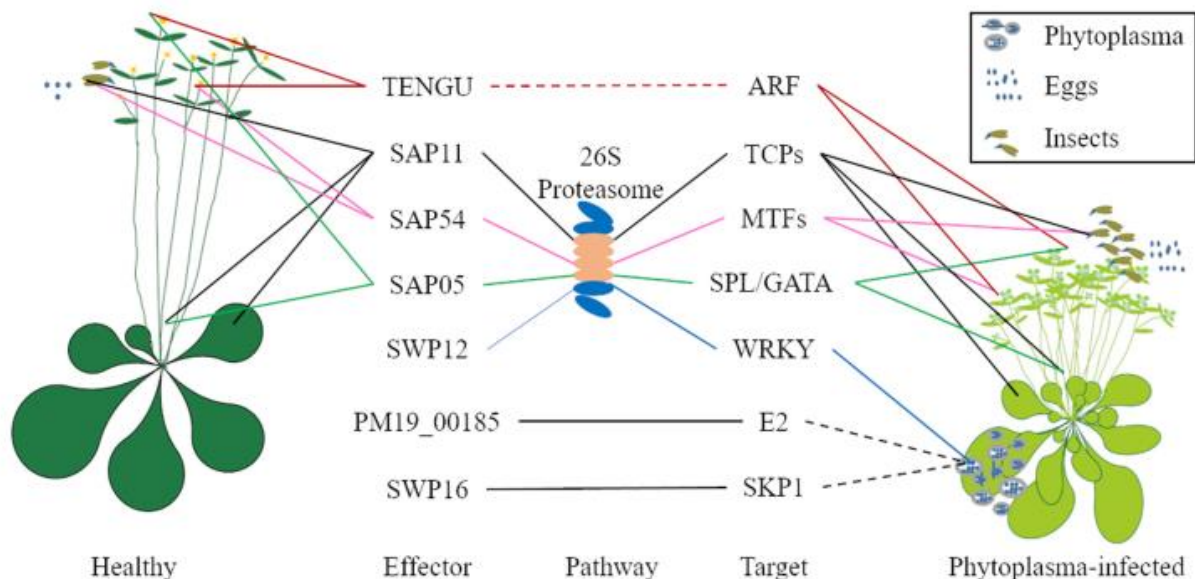 Phytoplasma
Eggs
Insects
TENGU
ARF
SAP11
26S
Proteasome
TCPs
SAP54
MTFs
SAP05
SPL/GATA
SWP12
WRKY
PM19_00185
E2
SWP16
SKP1
Healthy
Effector
Pathway
Target
Phytoplasma-infected